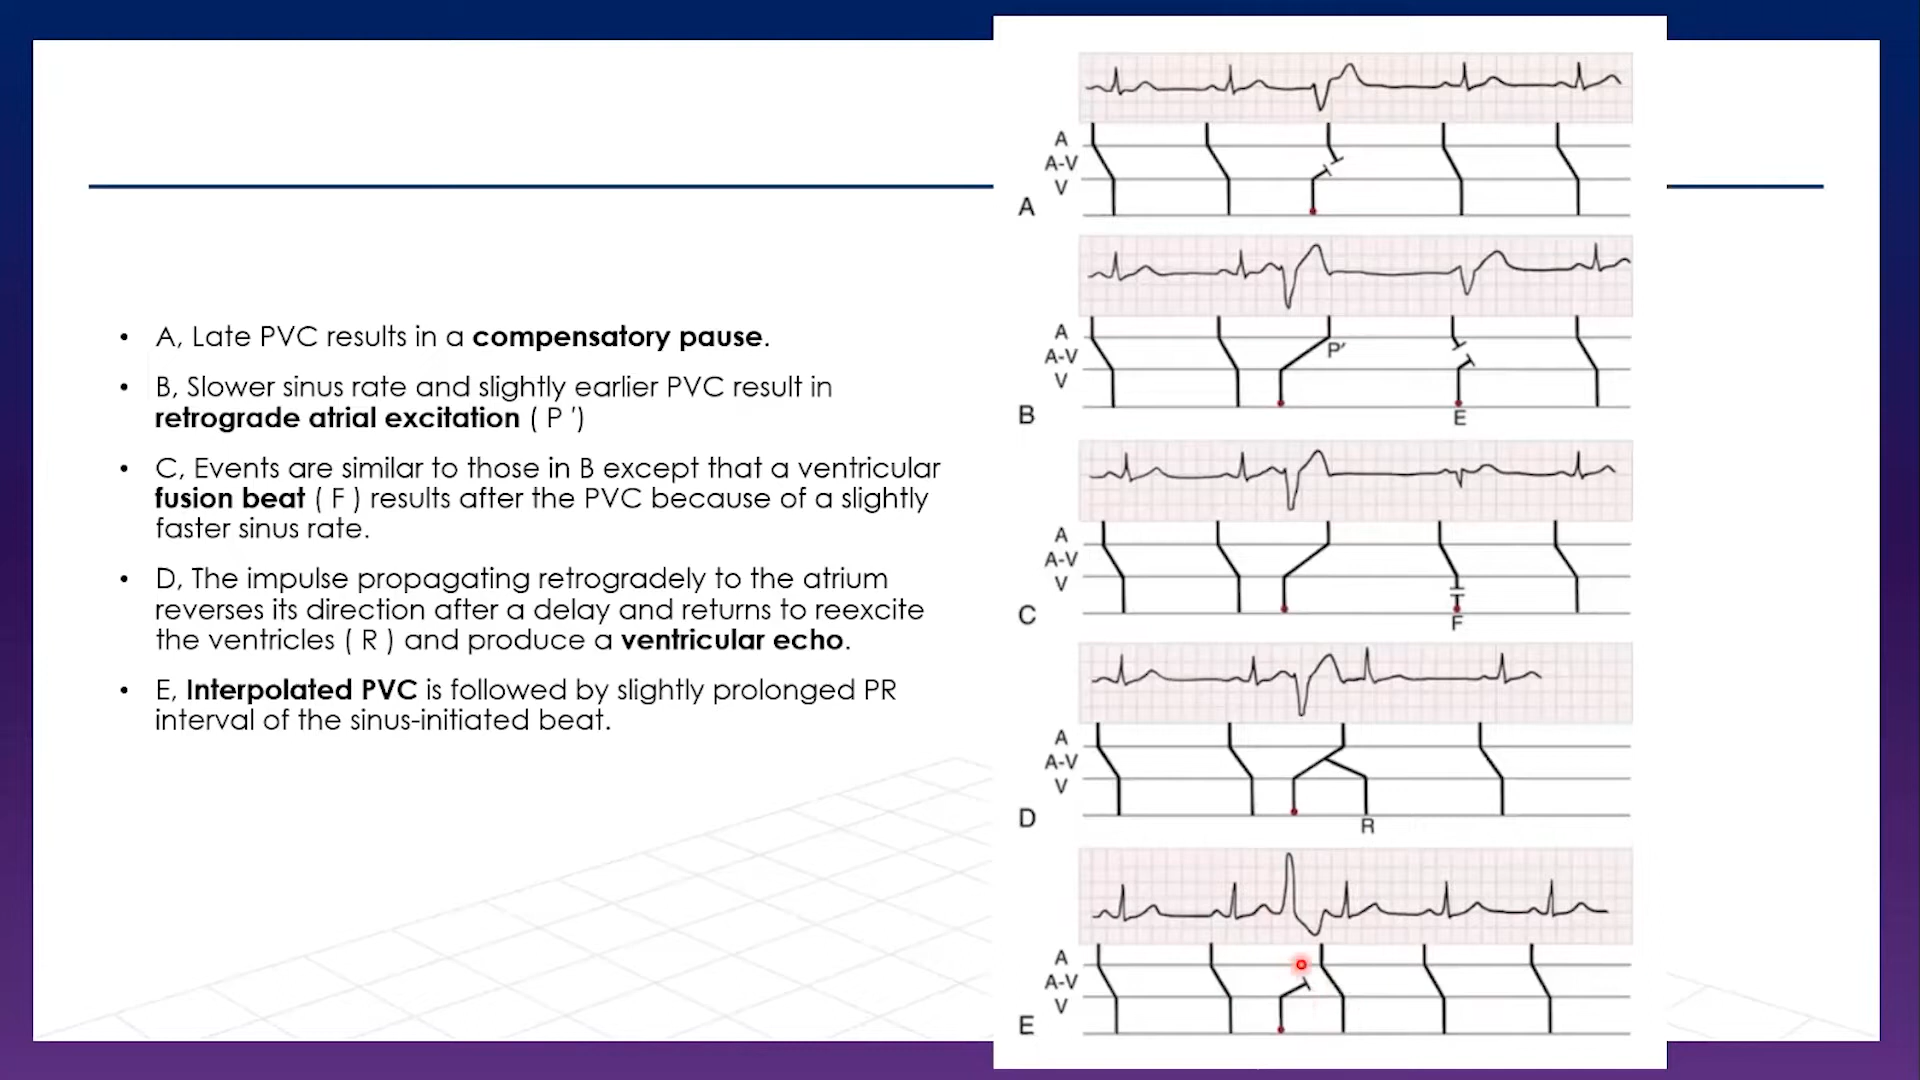 • A, Late PVC results in a compensatory pause.
• B, Slower sinus rate and slightly earlier PVC result in
retrograde atrial excitation ( P ′)
• C, Events are similar to those in B except that a ventricular
fusion beat ( F ) results after the PVC because of a slightly
faster sinus rate.
• D, The impulse propagating retrogradely to the atrium
reverses its direction after a delay and returns to reexcite
the ventricles ( R ) and produce a ventricular echo.
• E, Interpolated PVC is followed by slightly prolonged PR
interval of the sinus-initiated beat.
A
A-V
V
A
A
A-V
V
P′
B
E
A
A-V
V
C
F
A
A-V
V
D
R
A
A-V
V
E